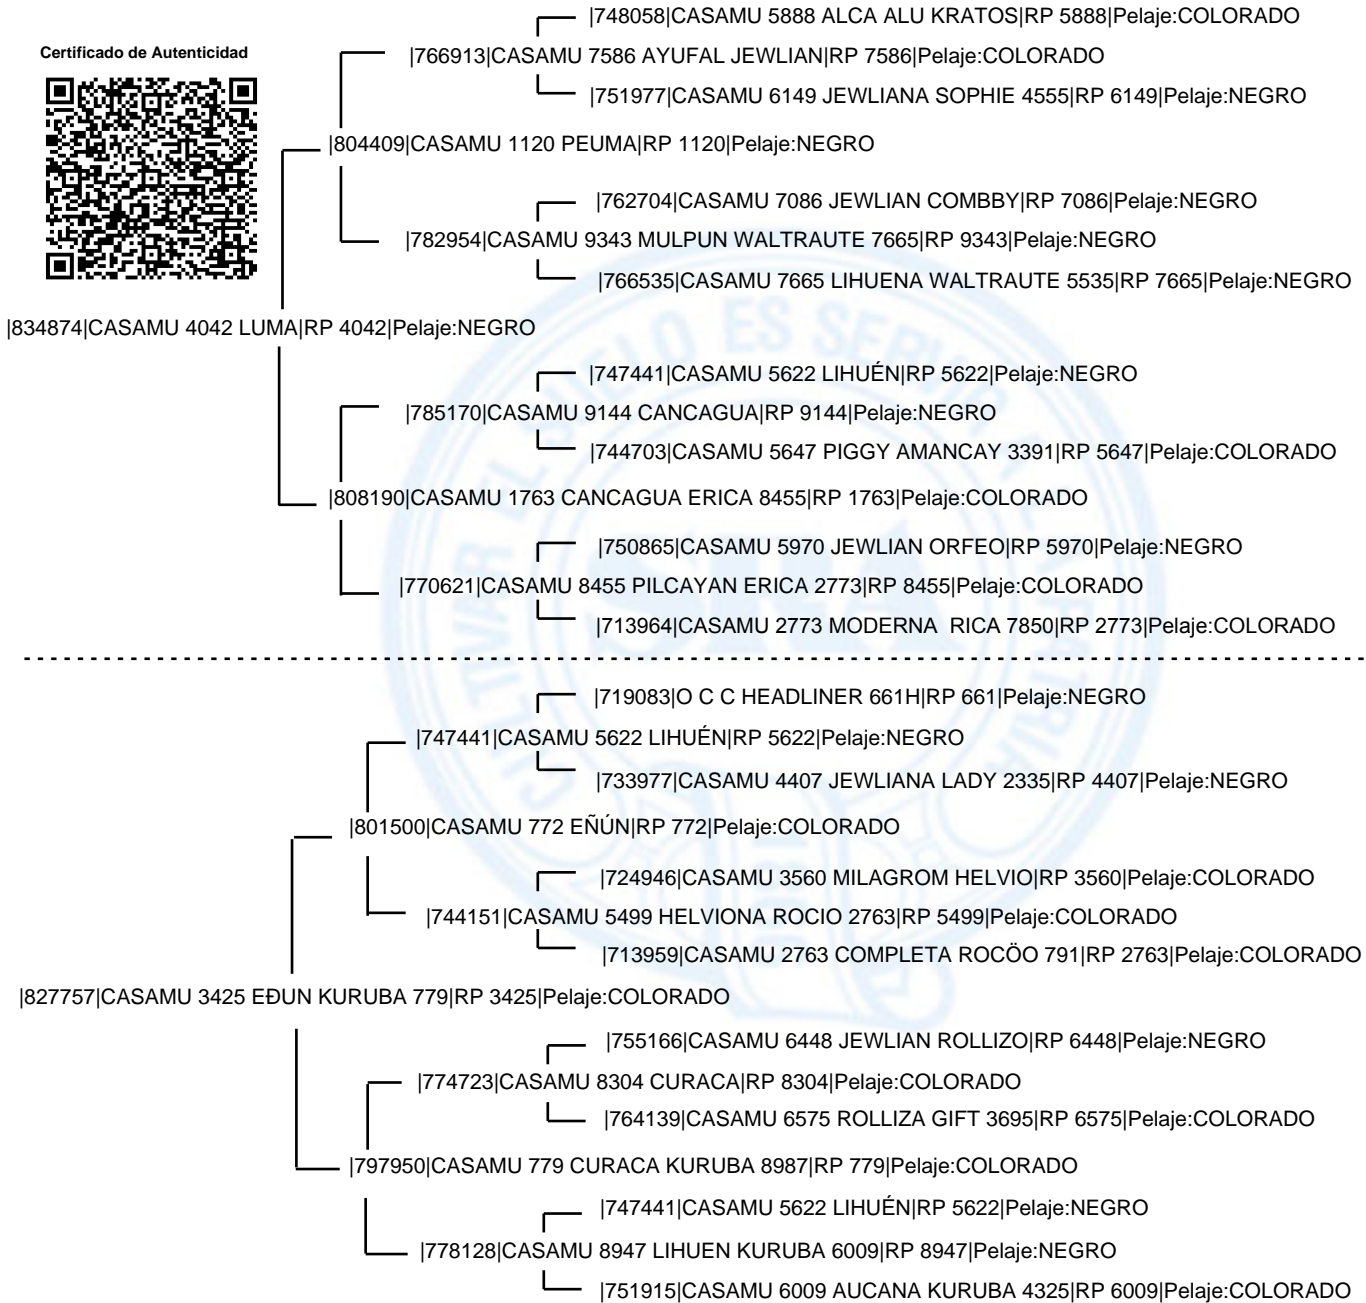 |748058|CASAMU 5888 ALCA ALU KRATOS|RP 5888|Pelaje:COLORADO
Certificado de Autenticidad
|766913|CASAMU 7586 AYUFAL JEWLIAN|RP 7586|Pelaje:COLORADO
|751977|CASAMU 6149 JEWLIANA SOPHIE 4555|RP 6149|Pelaje:NEGRO
|804409|CASAMU 1120 PEUMA|RP 1120|Pelaje:NEGRO
|762704|CASAMU 7086 JEWLIAN COMBBY|RP 7086|Pelaje:NEGRO
|782954|CASAMU 9343 MULPUN WALTRAUTE 7665|RP 9343|Pelaje:NEGRO
|766535|CASAMU 7665 LIHUENA WALTRAUTE 5535|RP 7665|Pelaje:NEGRO
|834874|CASAMU 4042 LUMA|RP 4042|Pelaje:NEGRO
|747441|CASAMU 5622 LIHUÉN|RP 5622|Pelaje:NEGRO
|785170|CASAMU 9144 CANCAGUA|RP 9144|Pelaje:NEGRO
|744703|CASAMU 5647 PIGGY AMANCAY 3391|RP 5647|Pelaje:COLORADO
|808190|CASAMU 1763 CANCAGUA ERICA 8455|RP 1763|Pelaje:COLORADO
|750865|CASAMU 5970 JEWLIAN ORFEO|RP 5970|Pelaje:NEGRO
|770621|CASAMU 8455 PILCAYAN ERICA 2773|RP 8455|Pelaje:COLORADO
|713964|CASAMU 2773 MODERNA  RICA 7850|RP 2773|Pelaje:COLORADO
|719083|O C C HEADLINER 661H|RP 661|Pelaje:NEGRO
|747441|CASAMU 5622 LIHUÉN|RP 5622|Pelaje:NEGRO
|733977|CASAMU 4407 JEWLIANA LADY 2335|RP 4407|Pelaje:NEGRO
|801500|CASAMU 772 EÑÚN|RP 772|Pelaje:COLORADO
|724946|CASAMU 3560 MILAGROM HELVIO|RP 3560|Pelaje:COLORADO
|744151|CASAMU 5499 HELVIONA ROCIO 2763|RP 5499|Pelaje:COLORADO
|713959|CASAMU 2763 COMPLETA ROCÖO 791|RP 2763|Pelaje:COLORADO
|827757|CASAMU 3425 EÐUN KURUBA 779|RP 3425|Pelaje:COLORADO
|755166|CASAMU 6448 JEWLIAN ROLLIZO|RP 6448|Pelaje:NEGRO
|774723|CASAMU 8304 CURACA|RP 8304|Pelaje:COLORADO
|764139|CASAMU 6575 ROLLIZA GIFT 3695|RP 6575|Pelaje:COLORADO
|797950|CASAMU 779 CURACA KURUBA 8987|RP 779|Pelaje:COLORADO
|747441|CASAMU 5622 LIHUÉN|RP 5622|Pelaje:NEGRO
|778128|CASAMU 8947 LIHUEN KURUBA 6009|RP 8947|Pelaje:NEGRO
|751915|CASAMU 6009 AUCANA KURUBA 4325|RP 6009|Pelaje:COLORADO
CULTIVAR EL SUELO ES SERVIR A LA PATRIA
SRA
1866